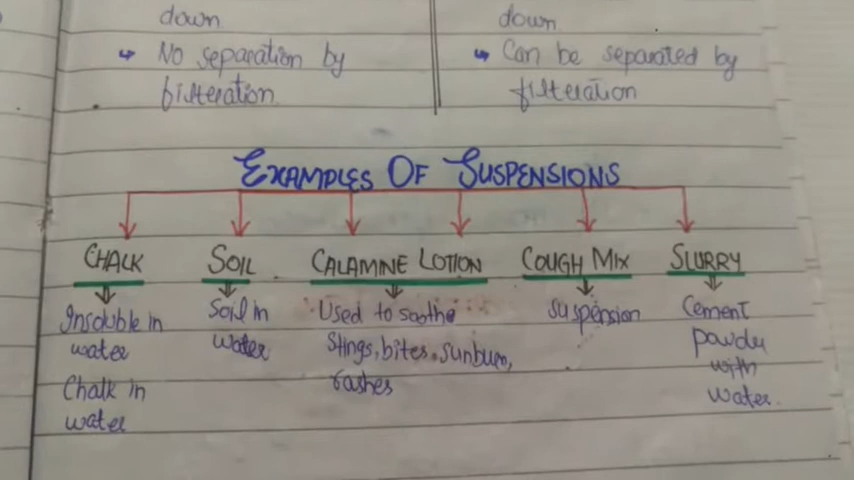 down.
↪ No separation by
filteration.
down.
↪ Can be separated by
filteration
EXAMPLES OF SUSPENSIONS
CHALK
Insoluble in
water
Chalk in
water
SOIL
Soil in
water
CALAMINE LOTION
Used to soothe
Stings, bites, sunburn,
rashes
COUGH MIX
suspension
SLURRY
Cement
powder
with
water.